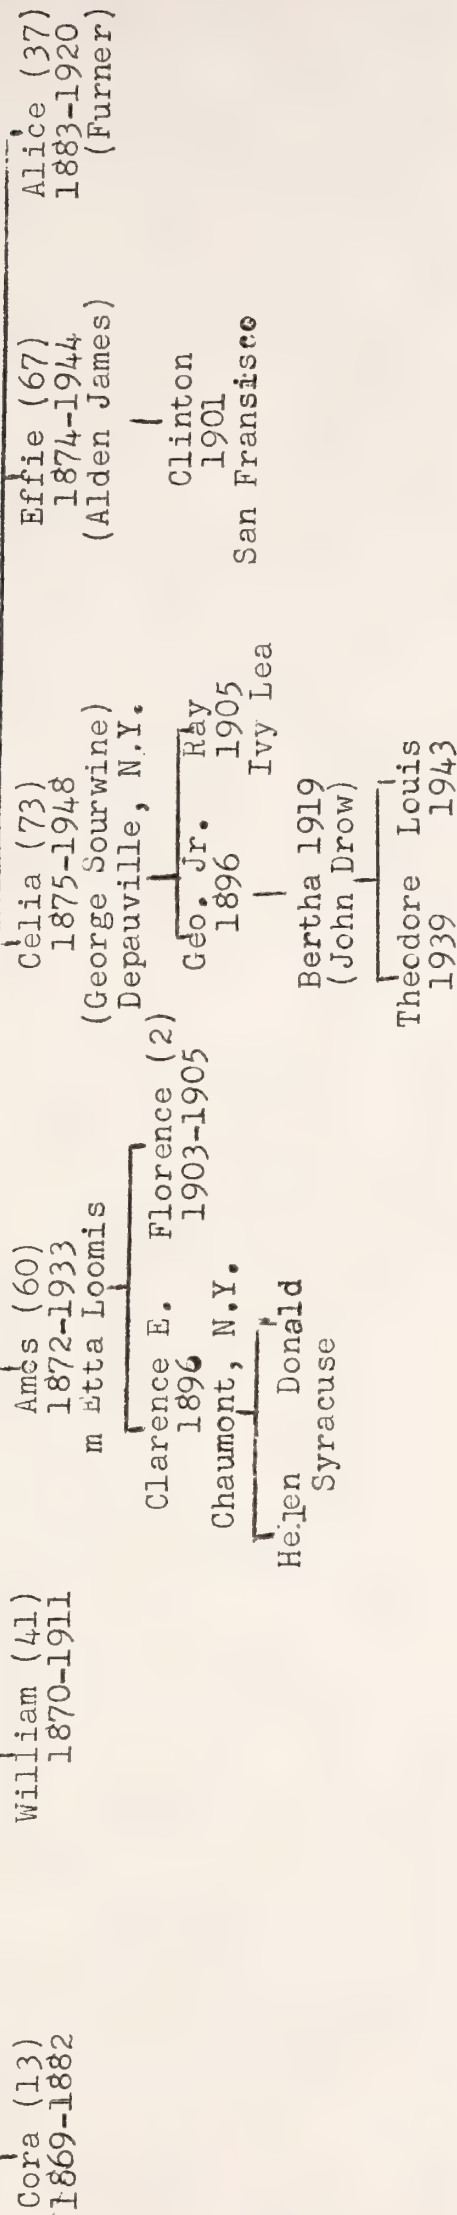 Cora (13)
1869-1882
William (41)
1870-1911
Amos (60)
1872-1933
m Etta Loomis
Clarence E. Florence (2)
1896 1903-1905
Chaumont, N.Y.
Helen Donald
Syracuse
Celia (73)
1875-1948
(George Sourwine)
Depauville, N.Y.
Geo. Jr. Ray
1896 1905
Ivy Lea
Bertha 1919
(John Drow)
Theodore Louis
1939 1943
Effie (67)
1874-1944
(Alden James)
Clinton
1901
San Fransisco
Alice (37)
1883-1920
(Furner)